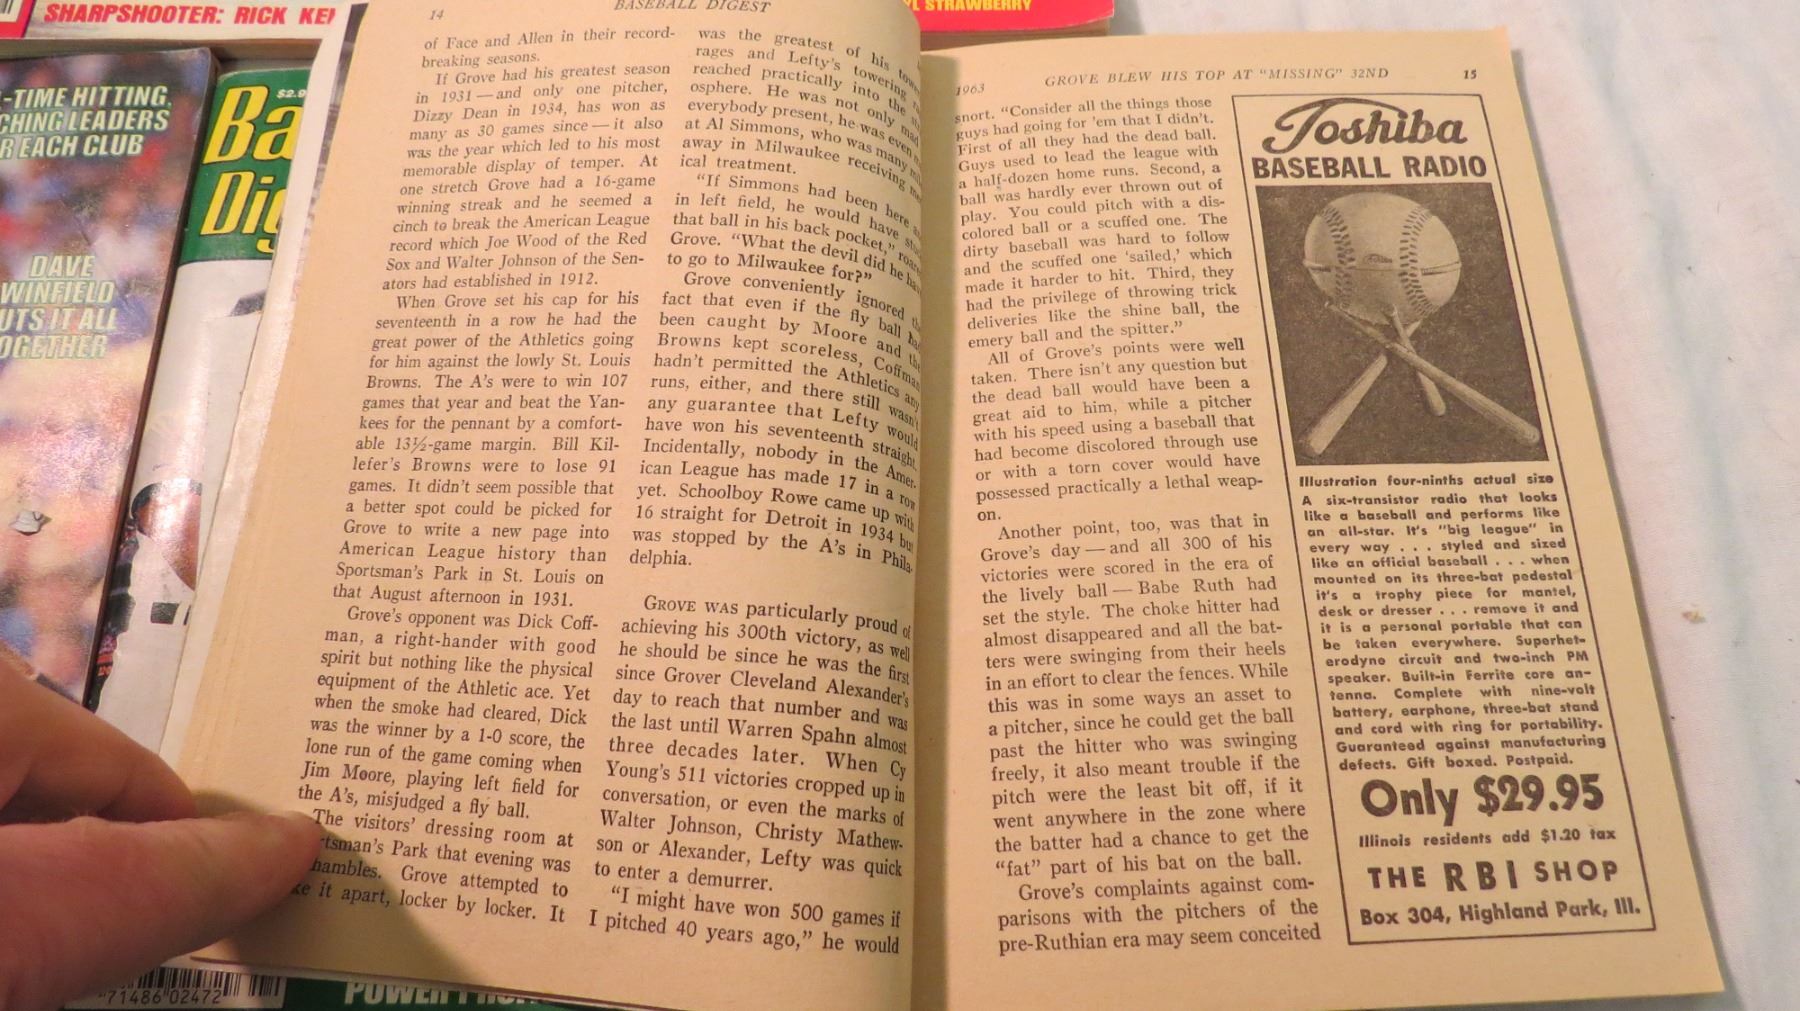 SHARPSHOOTER: RICK
STRAWBERRY
-TIME HITTING,
CHING LEADERS
R EACH CLUB
DAVE
WINFIELD
UTS IT ALL
OGETHER
$2.9
Ba
Dig
71486 02472
14
BASEBALL DIGEST
of Face and Allen in their record-
breaking seasons.
If Grove had his greatest season
in 1931 — and only one pitcher,
Dizzy Dean in 1934, has won as
many as 30 games since — it also
was the year which led to his most
memorable display of temper. At
one stretch Grove had a 16-game
winning streak and he seemed a
cinch to break the American League
record which Joe Wood of the Red
Sox and Walter Johnson of the Sen-
ators had established in 1912.
When Grove set his cap for his
seventeenth in a row he had the
great power of the Athletics going
for him against the lowly St. Louis
Browns. The A's were to win 107
games that year and beat the Yan-
kees for the pennant by a comfort-
able 13½-game margin. Bill Kil-
lefer's Browns were to lose 91
games. It didn't seem possible that
a better spot could be picked for
Grove to write a new page into
American League history than
Sportsman's Park in St. Louis on
that August afternoon in 1931.
Grove's opponent was Dick Coff-
man, a right-hander with good
spirit but nothing like the physical
equipment of the Athletic ace. Yet
when the smoke had cleared, Dick
was the winner by a 1-0 score, the
lone run of the game coming when
Jim Moore, playing left field for
the A's, misjudged a fly ball.
The visitors' dressing room at
rtsman's Park that evening was
hambles. Grove attempted to
ke it apart, locker by locker. It
was the greatest of his
rages and Lefty's towering
reached practically into the
osphere. He was not only mad
everybody present, he was even
at Al Simmons, who was many
away in Milwaukee receiving
ical treatment.
"If Simmons had been here
in left field, he would have
that ball in his back pocket," roared
Grove. "What the devil did he have
to go to Milwaukee for?"
Grove conveniently ignored the
fact that even if the fly ball had
been caught by Moore and the
Browns kept scoreless, Coffman
hadn't permitted the Athletics any
runs, either, and there still wasn't
any guarantee that Lefty would
have won his seventeenth straight.
Incidentally, nobody in the Amer-
ican League has made 17 in a row
yet. Schoolboy Rowe came up with
16 straight for Detroit in 1934 but
was stopped by the A's in Phila-
delphia.
GROVE WAS particularly proud of
achieving his 300th victory, as well
he should be since he was the first
since Grover Cleveland Alexander's
day to reach that number and was
the last until Warren Spahn almost
three decades later. When Cy
Young's 511 victories cropped up in
conversation, or even the marks of
Walter Johnson, Christy Mathew-
son or Alexander, Lefty was quick
to enter a demurrer.
"I might have won 500 games if
I pitched 40 years ago," he would
1963
GROVE BLEW HIS TOP AT "MISSING" 32ND
15
snort. "Consider all the things those
guys had going for 'em that I didn't.
First of all they had the dead ball.
Guys used to lead the league with
a half-dozen home runs. Second, a
ball was hardly ever thrown out of
play. You could pitch with a dis-
colored ball or a scuffed one. The
dirty baseball was hard to follow
and the scuffed one 'sailed,' which
made it harder to hit. Third, they
had the privilege of throwing trick
deliveries like the shine ball, the
emery ball and the spitter."
All of Grove's points were well
taken. There isn't any question but
the dead ball would have been a
great aid to him, while a pitcher
with his speed using a baseball that
had become discolored through use
or with a torn cover would have
possessed practically a lethal weap-
on.
Another point, too, was that in
Grove's day — and all 300 of his
victories were scored in the era of
the lively ball — Babe Ruth had
set the style. The choke hitter had
almost disappeared and all the bat-
ters were swinging from their heels
in an effort to clear the fences. While
this was in some ways an asset to
a pitcher, since he could get the ball
past the hitter who was swinging
freely, it also meant trouble if the
pitch were the least bit off, if it
went anywhere in the zone where
the batter had a chance to get the
"fat" part of his bat on the ball.
Grove's complaints against com-
parisons with the pitchers of the
pre-Ruthian era may seem conceited
Toshiba
BASEBALL RADIO
Illustration four-ninths actual size
A six-transistor radio that looks
like a baseball and performs like
an all-star. It's "big league" in
every way . . . styled and sized
like an official baseball . . . when
mounted on its three-bat pedestal
it's a trophy piece for mantel,
desk or dresser . . . remove it and
it is a personal portable that can
be taken everywhere. Superhet-
erodyne circuit and two-inch PM
speaker. Built-in Ferrite core an-
tenna. Complete with nine-volt
battery, earphone, three-bat stand
and cord with ring for portability.
Guaranteed against manufacturing
defects. Gift boxed. Postpaid.
Only $29.95
Illinois residents add $1.20 tax
THE RBI SHOP
Box 304, Highland Park, Ill.